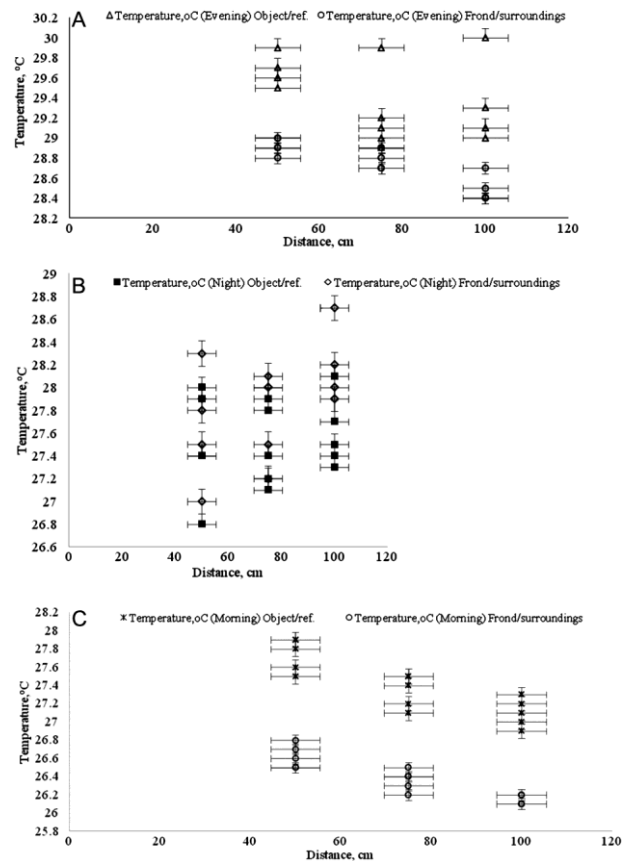 A
Temperature,oC (Evening) Object/ref. Temperature,oC (Evening) Frond/surroundings
30.2
30
29.8
29.6
29.4
29.2
29
28.8
28.6
28.4
28.2
Temperature, °C
0 20 40 60 80 100 120
Distance, cm
B
Temperature,oC (Night) Object/ref. Temperature,oC (Night) Frond/surroundings
29
28.8
28.6
28.4
28.2
28
27.8
27.6
27.4
27.2
27
26.8
26.6
Temperature,°C
0 20 40 60 80 100 120
Distance, cm
C
Temperature,oC (Morning) Object/ref. Temperature,oC (Morning) Frond/surroundings
28.2
28
27.8
27.6
27.4
27.2
27
26.8
26.6
26.4
26.2
26
25.8
Temperature,°C
0 20 40 60 80 100 120
Distance, cm